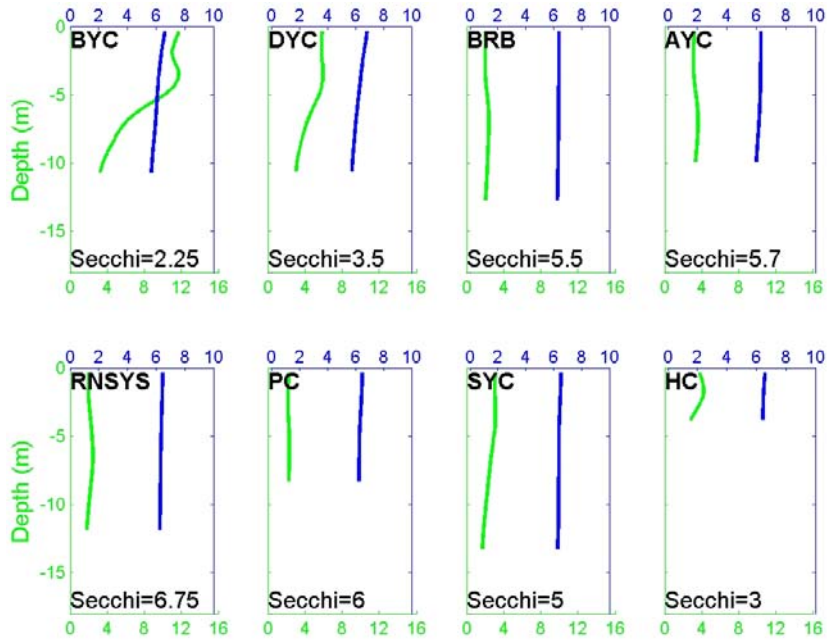 0 2 4 6 8 10 0 2 4 6 8 10 0 2 4 6 8 10 0 2 4 6 8 10
0 BYC DYC BRB AYC
-5
-10
-15
Depth (m)
Secchi=2.25 Secchi=3.5 Secchi=5.5 Secchi=5.7
0 4 8 12 16 0 4 8 12 16 0 4 8 12 16 0 4 8 12 16
0 2 4 6 8 10 0 2 4 6 8 10 0 2 4 6 8 10 0 2 4 6 8 10
0 RNSYS PC SYC HC
-5
-10
-15
Depth (m)
Secchi=6.75 Secchi=6 Secchi=5 Secchi=3
0 4 8 12 16 0 4 8 12 16 0 4 8 12 16 0 4 8 12 16